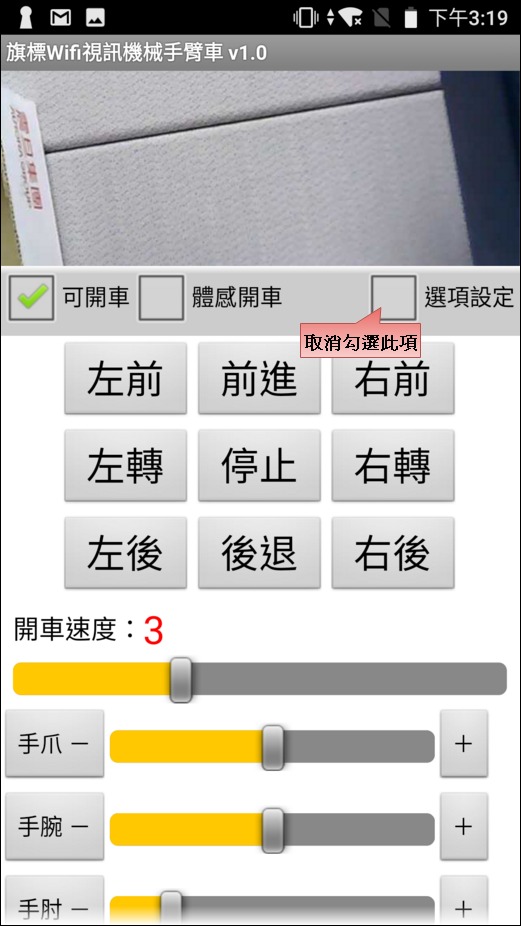 下午3:19
旗標Wifi視訊機械手臂車 v1.0
可開車 體感開車 選項設定
取消勾選此項
左前 前進 右前
左轉 停止 右轉
左後 後退 右後
開車速度：3
手爪 － ＋
手腕 － ＋
手肘 － ＋